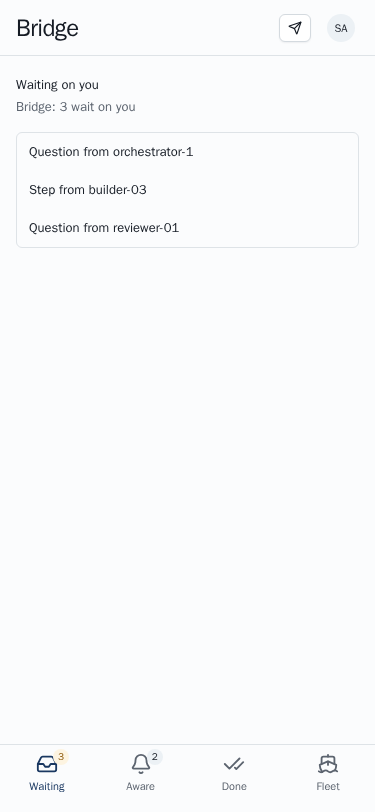 Bridge
SA
Waiting on you
Bridge: 3 wait on you
Question from orchestrator-1
Step from builder-03
Question from reviewer-01
3
2
Waiting
Aware
Done
Fleet